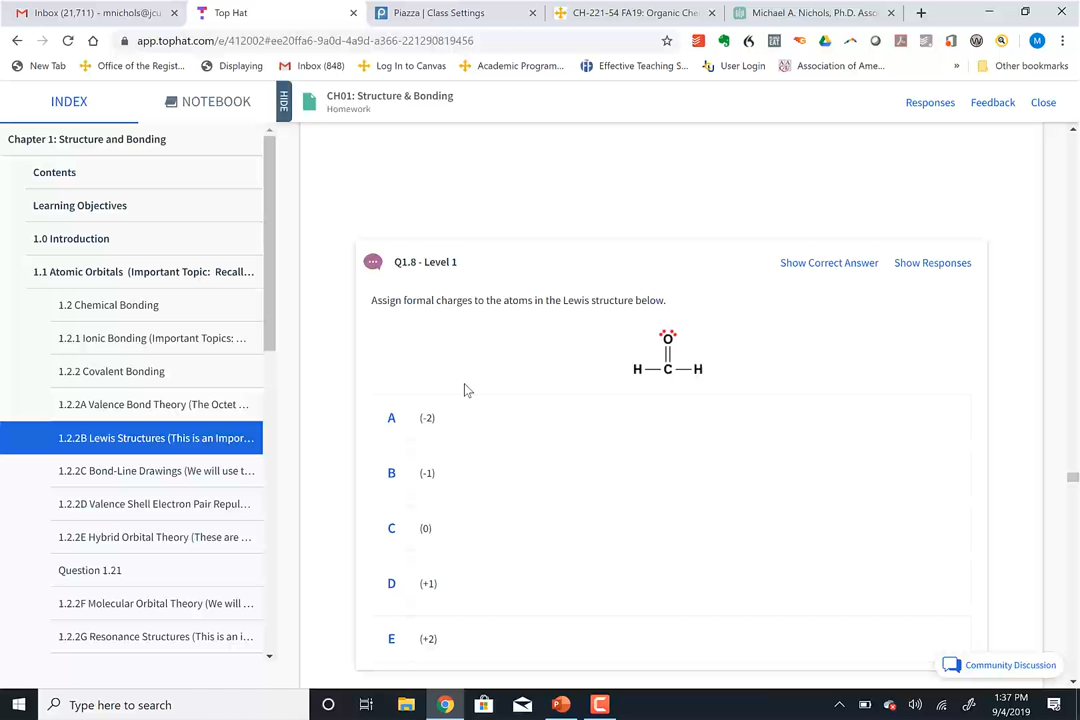 Inbox (21,711) - mnichols@jcu
Top Hat
Piazza | Class Settings
CH-221-54 FA19: Organic Che
Michael A. Nichols, Ph.D. Asso
app.tophat.com/e/412002#ee20ffa6-9a0d-4a9d-a366-221290819456
New Tab
Office of the Regist...
Displaying
Inbox (848)
Log In to Canvas
Academic Program...
Effective Teaching S...
User Login
Association of Ame...
»
Other bookmarks
INDEX
NOTEBOOK
HIDE
CH01: Structure & Bonding
Homework
Responses
Feedback
Close
Chapter 1: Structure and Bonding
Contents
Learning Objectives
1.0 Introduction
1.1 Atomic Orbitals (Important Topic: Recall...
1.2 Chemical Bonding
1.2.1 Ionic Bonding (Important Topics: ...
1.2.2 Covalent Bonding
1.2.2A Valence Bond Theory (The Octet ...
1.2.2B Lewis Structures (This is an Impor...
1.2.2C Bond-Line Drawings (We will use t...
1.2.2D Valence Shell Electron Pair Repul...
1.2.2E Hybrid Orbital Theory (These are ...
Question 1.21
1.2.2F Molecular Orbital Theory (We will ...
1.2.2G Resonance Structures (This is an i...
Q1.8 - Level 1
Show Correct Answer
Show Responses
Assign formal charges to the atoms in the Lewis structure below.
O
H C H
A (-2)
B (-1)
C (0)
D (+1)
E (+2)
Community Discussion
Type here to search
1:37 PM
9/4/2019